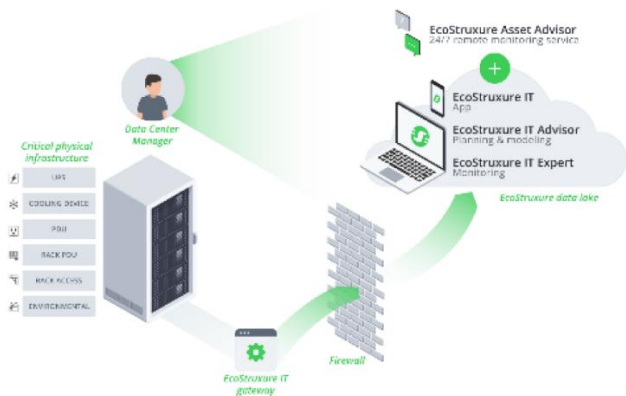 EcoStruxure Asset Advisor
24/7 remote monitoring service
EcoStruxure IT
App
EcoStruxure IT Advisor
Planning & modeling
EcoStruxure IT Expert
Monitoring
EcoStruxure data lake
Data Center
Manager
Critical physical
infrastructure
UPS
COOLING DEVICE
PDU
RACK PDU
RACK ACCESS
ENVIRONMENTAL
EcoStruxure IT
gateway
Firewall